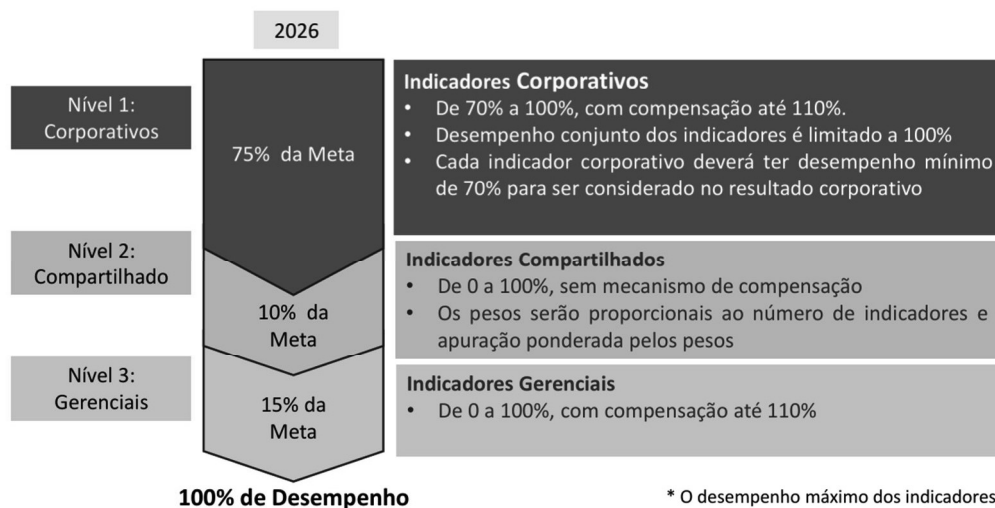 2026
Nível 1:
Corporativos
75% da Meta
Indicadores Corporativos
• De 70% a 100%, com compensação até 110%.
• Desempenho conjunto dos indicadores é limitado a 100%
• Cada indicador corporativo deverá ter desempenho mínimo
de 70% para ser considerado no resultado corporativo
Nível 2:
Compartilhado
10% da
Meta
Indicadores Compartilhados
• De 0 a 100%, sem mecanismo de compensação
• Os pesos serão proporcionais ao número de indicadores e
apuração ponderada pelos pesos
Nível 3:
Gerenciais
15% da
Meta
Indicadores Gerenciais
• De 0 a 100%, com compensação até 110%
100% de Desempenho
* O desempenho máximo dos indicadores